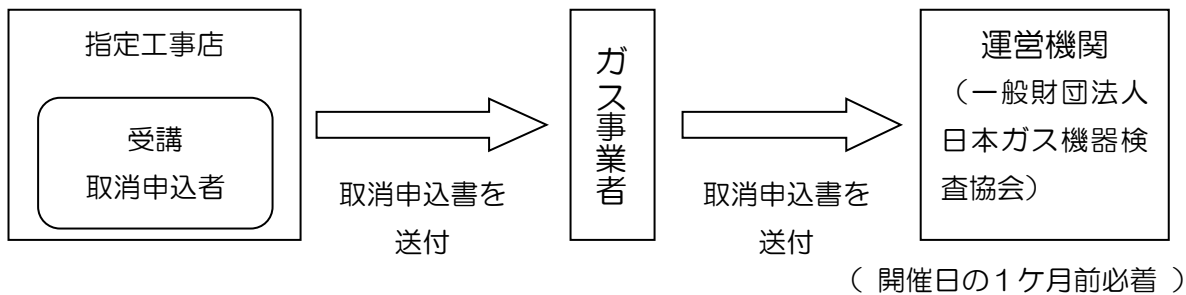 指定工事店
受講
取消申込者
取消申込書を
送付
ガス事業者
取消申込書を
送付
運営機関
（一般財団法人
日本ガス機器検
査協会）
（ 開催日の１ケ月前必着 ）